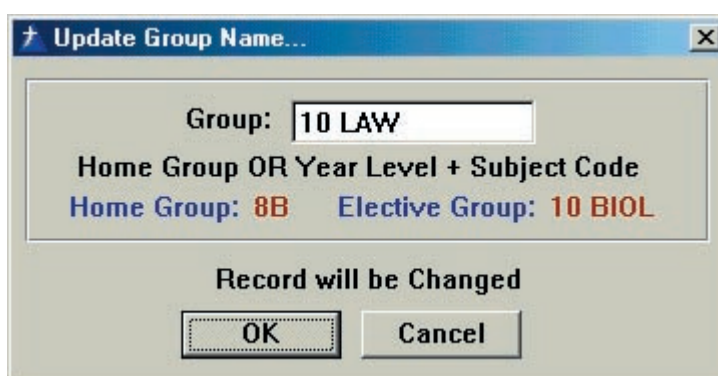 Update Group Name...
Group: 10 LAW
Home Group OR Year Level + Subject Code
Home Group: 8B Elective Group: 10 BIOL
Record will be Changed
OK Cancel